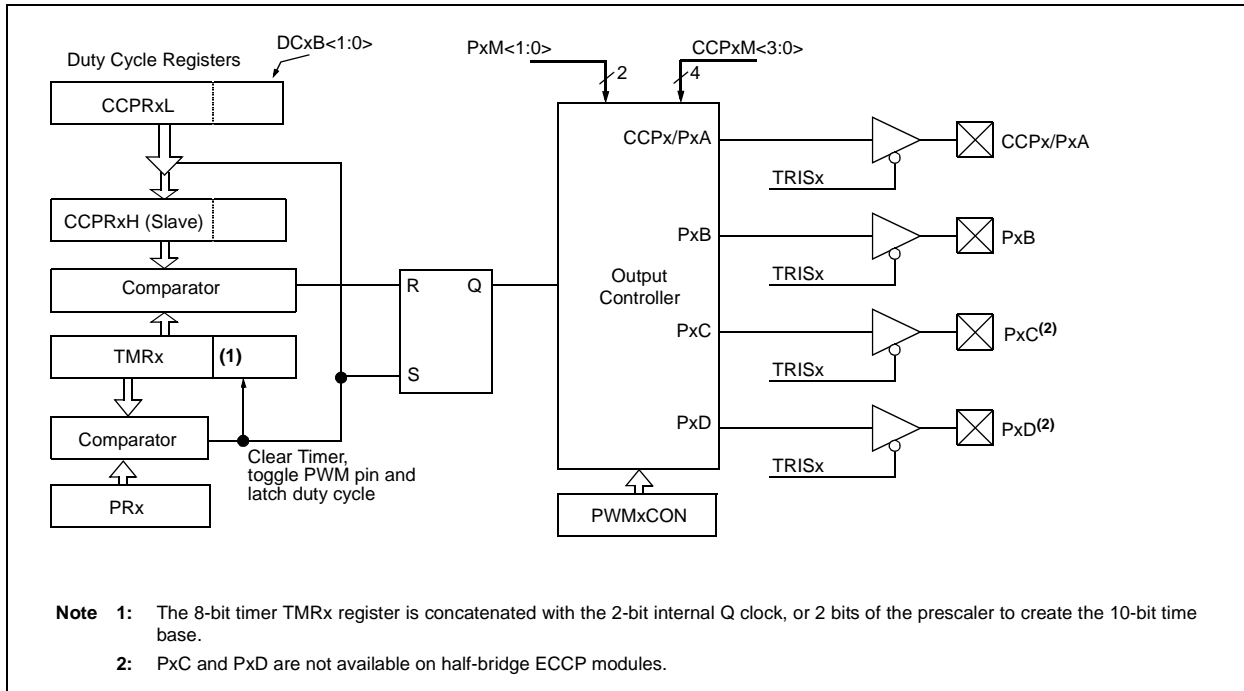 DCxB<1:0>
Duty Cycle Registers
CCPRxL
CCPRxH (Slave)
Comparator
TMRx
(1)
Comparator
PRx
Clear Timer,
toggle PWM pin and
latch duty cycle
R
Q
S
PxM<1:0>
2
CCPxM<3:0>
4
CCPx/PxA
PxB
Output
Controller
PxC
PxD
PWMxCON
TRISx
CCPx/PxA
TRISx
PxB
TRISx
PxC(2)
TRISx
PxD(2)
Note 1: The 8-bit timer TMRx register is concatenated with the 2-bit internal Q clock, or 2 bits of the prescaler to create the 10-bit time
base.
2: PxC and PxD are not available on half-bridge ECCP modules.